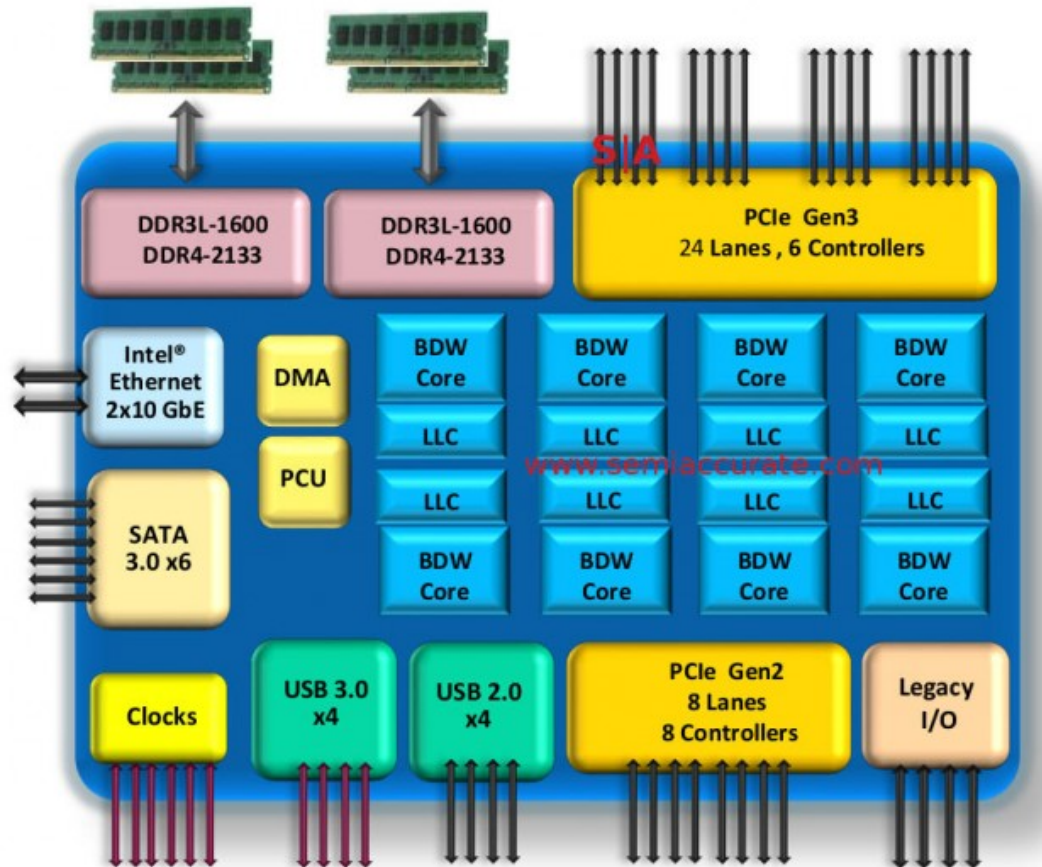 S|A
DDR3L-1600
DDR4-2133
DDR3L-1600
DDR4-2133
PCIe Gen3
24 Lanes , 6 Controllers
Intel®
Ethernet
2x10 GbE
DMA
PCU
SATA
3.0 x6
BDW
Core
BDW
Core
BDW
Core
BDW
Core
LLC
LLC
LLC
LLC
www.semiaccurate.com
LLC
LLC
LLC
LLC
BDW
Core
BDW
Core
BDW
Core
BDW
Core
Clocks
USB 3.0
x4
USB 2.0
x4
PCIe Gen2
8 Lanes
8 Controllers
Legacy
I/O